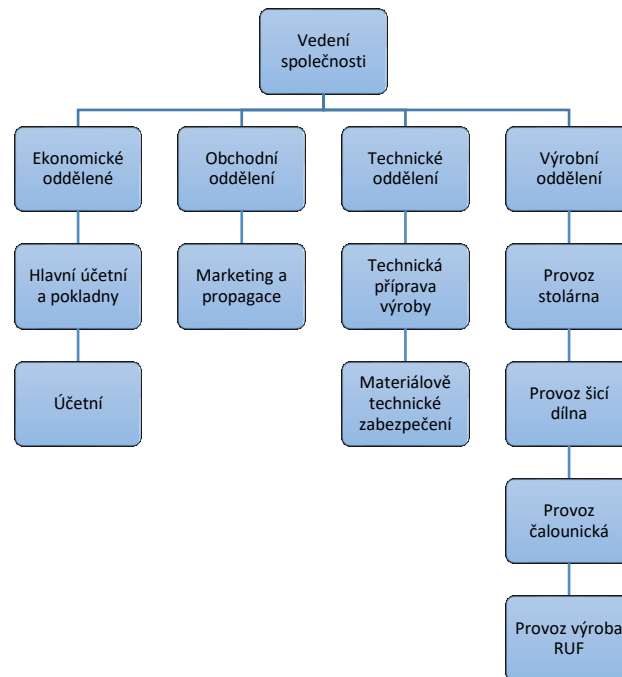 Vedení
společnosti
Ekonomické
oddělené
Obchodní
oddělení
Technické
oddělení
Výrobní
oddělení
Hlavní účetní
a pokladny
Marketing a
propagace
Technická
příprava
výroby
Provoz
stolárna
Účetní
Materiálově
technické
zabezpečení
Provoz šicí
dílna
Provoz
čalounická
Provoz výroba
RUF